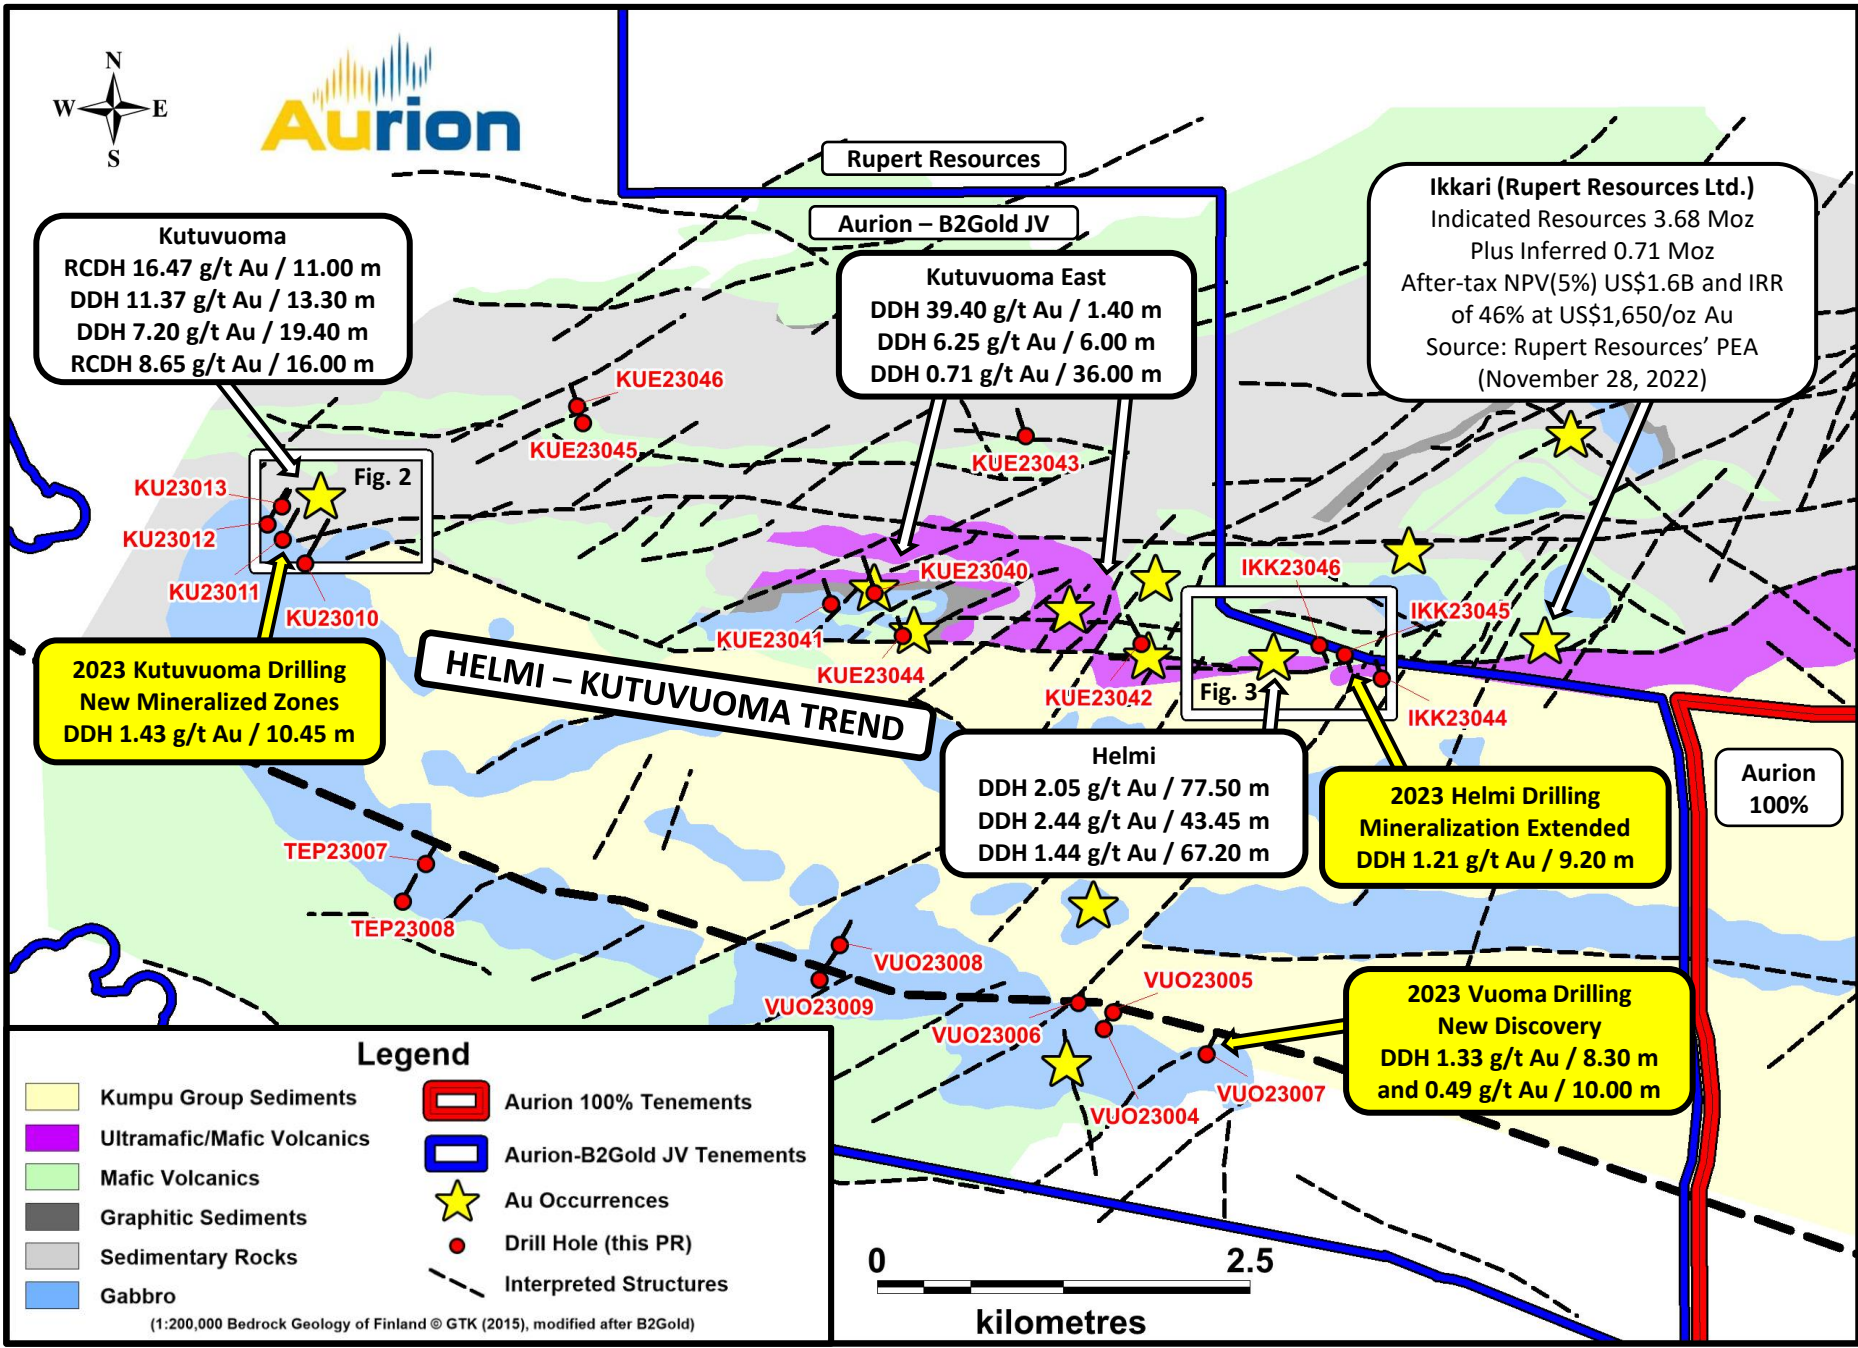 N
W E
S
Aurion
Rupert Resources
Aurion – B2Gold JV
Ikkari (Rupert Resources Ltd.)
Indicated Resources 3.68 Moz
Plus Inferred 0.71 Moz
After-tax NPV(5%) US$1.6B and IRR
of 46% at US$1,650/oz Au
Source: Rupert Resources’ PEA
(November 28, 2022)
Kutuvuoma
RCDH 16.47 g/t Au / 11.00 m
DDH 11.37 g/t Au / 13.30 m
DDH 7.20 g/t Au / 19.40 m
RCDH 8.65 g/t Au / 16.00 m
Kutuvuoma East
DDH 39.40 g/t Au / 1.40 m
DDH 6.25 g/t Au / 6.00 m
DDH 0.71 g/t Au / 36.00 m
KUE23046
KUE23045
KUE23043
Fig. 2
KU23013
KU23012
KU23011
KU23010
KUE23040
KUE23041
KUE23044
KUE23042
IKK23046
IKK23045
IKK23044
Fig. 3
2023 Kutuvuoma Drilling
New Mineralized Zones
DDH 1.43 g/t Au / 10.45 m
HELMI – KUTUVUOMA TREND
Helmi
DDH 2.05 g/t Au / 77.50 m
DDH 2.44 g/t Au / 43.45 m
DDH 1.44 g/t Au / 67.20 m
2023 Helmi Drilling
Mineralization Extended
DDH 1.21 g/t Au / 9.20 m
Aurion
100%
TEP23007
TEP23008
VUO23008
VUO23009
VUO23005
VUO23006
VUO23004
VUO23007
2023 Vuoma Drilling
New Discovery
DDH 1.33 g/t Au / 8.30 m
and 0.49 g/t Au / 10.00 m
Legend
Kumpu Group Sediments
Ultramafic/Mafic Volcanics
Mafic Volcanics
Graphitic Sediments
Sedimentary Rocks
Gabbro
Aurion 100% Tenements
Aurion-B2Gold JV Tenements
Au Occurrences
Drill Hole (this PR)
Interpreted Structures
(1:200,000 Bedrock Geology of Finland © GTK (2015), modified after B2Gold)
0 2.5
kilometres